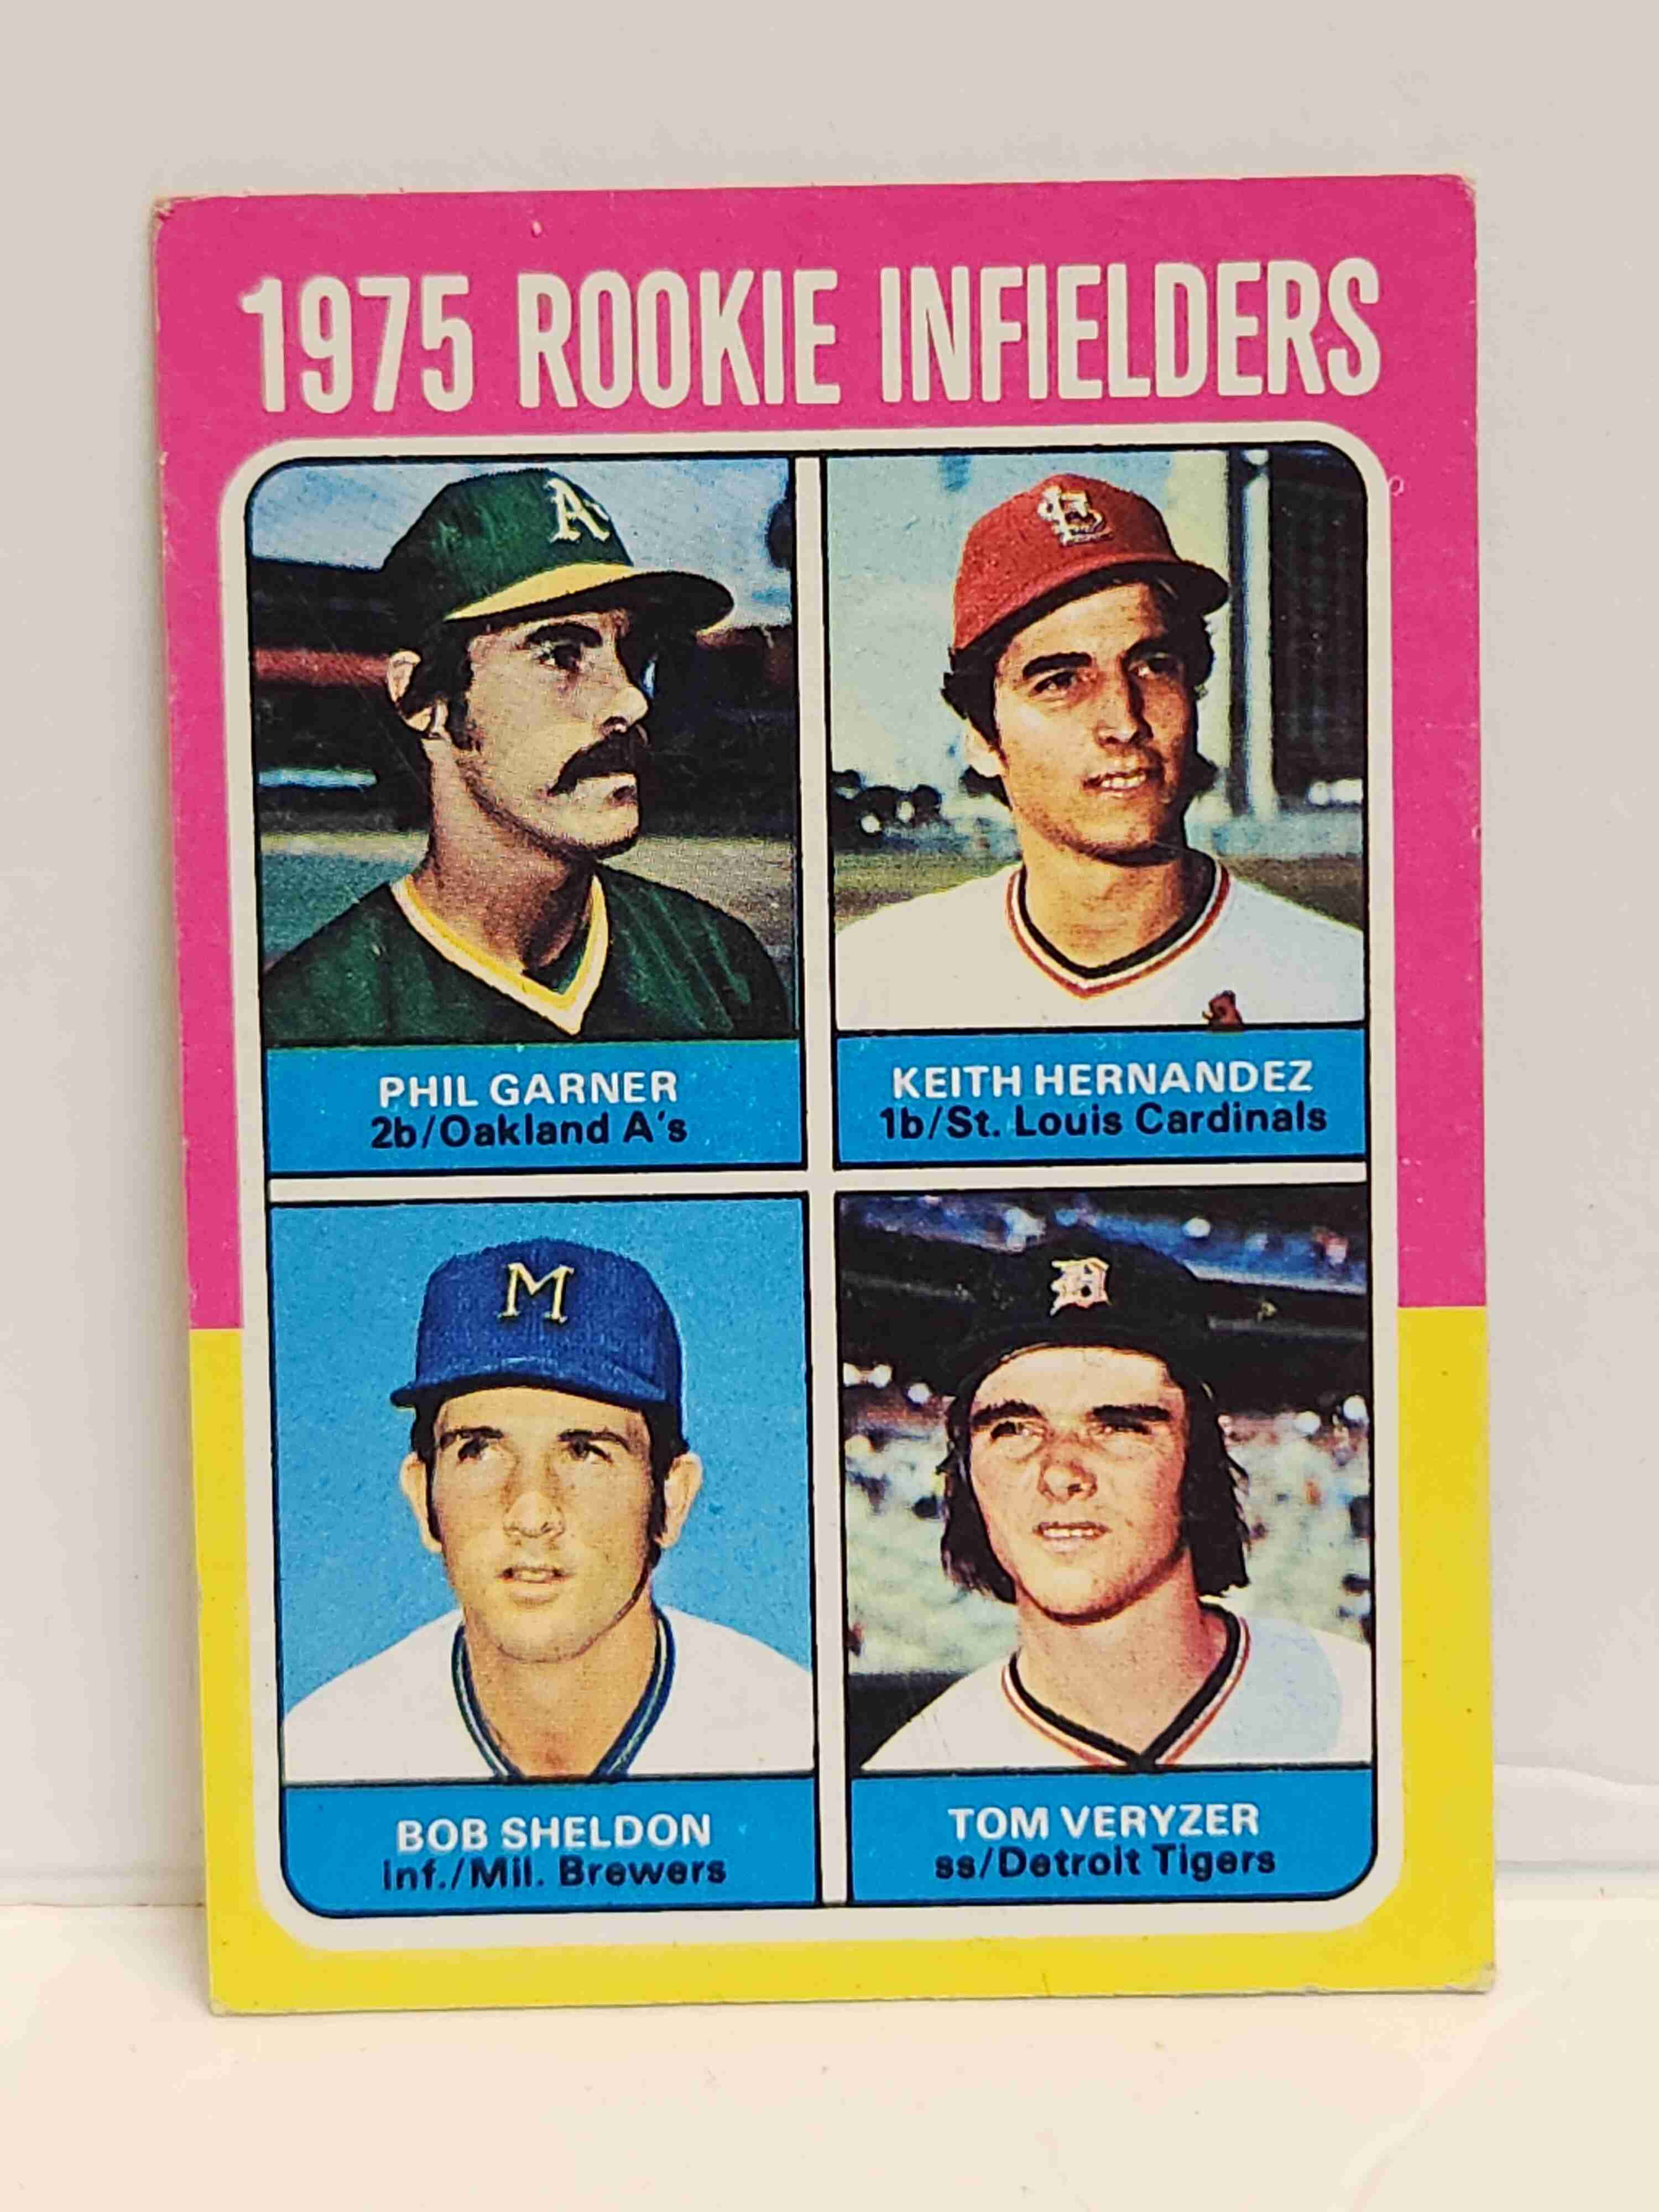 1975 ROOKIE INFIELDERS
A's
StL
PHIL GARNER
2b/Oakland A's
KEITH HERNANDEZ
1b/St. Louis Cardinals
M
D
BOB SHELDON
inf./Mil. Brewers
TOM VERYZER
ss/Detroit Tigers